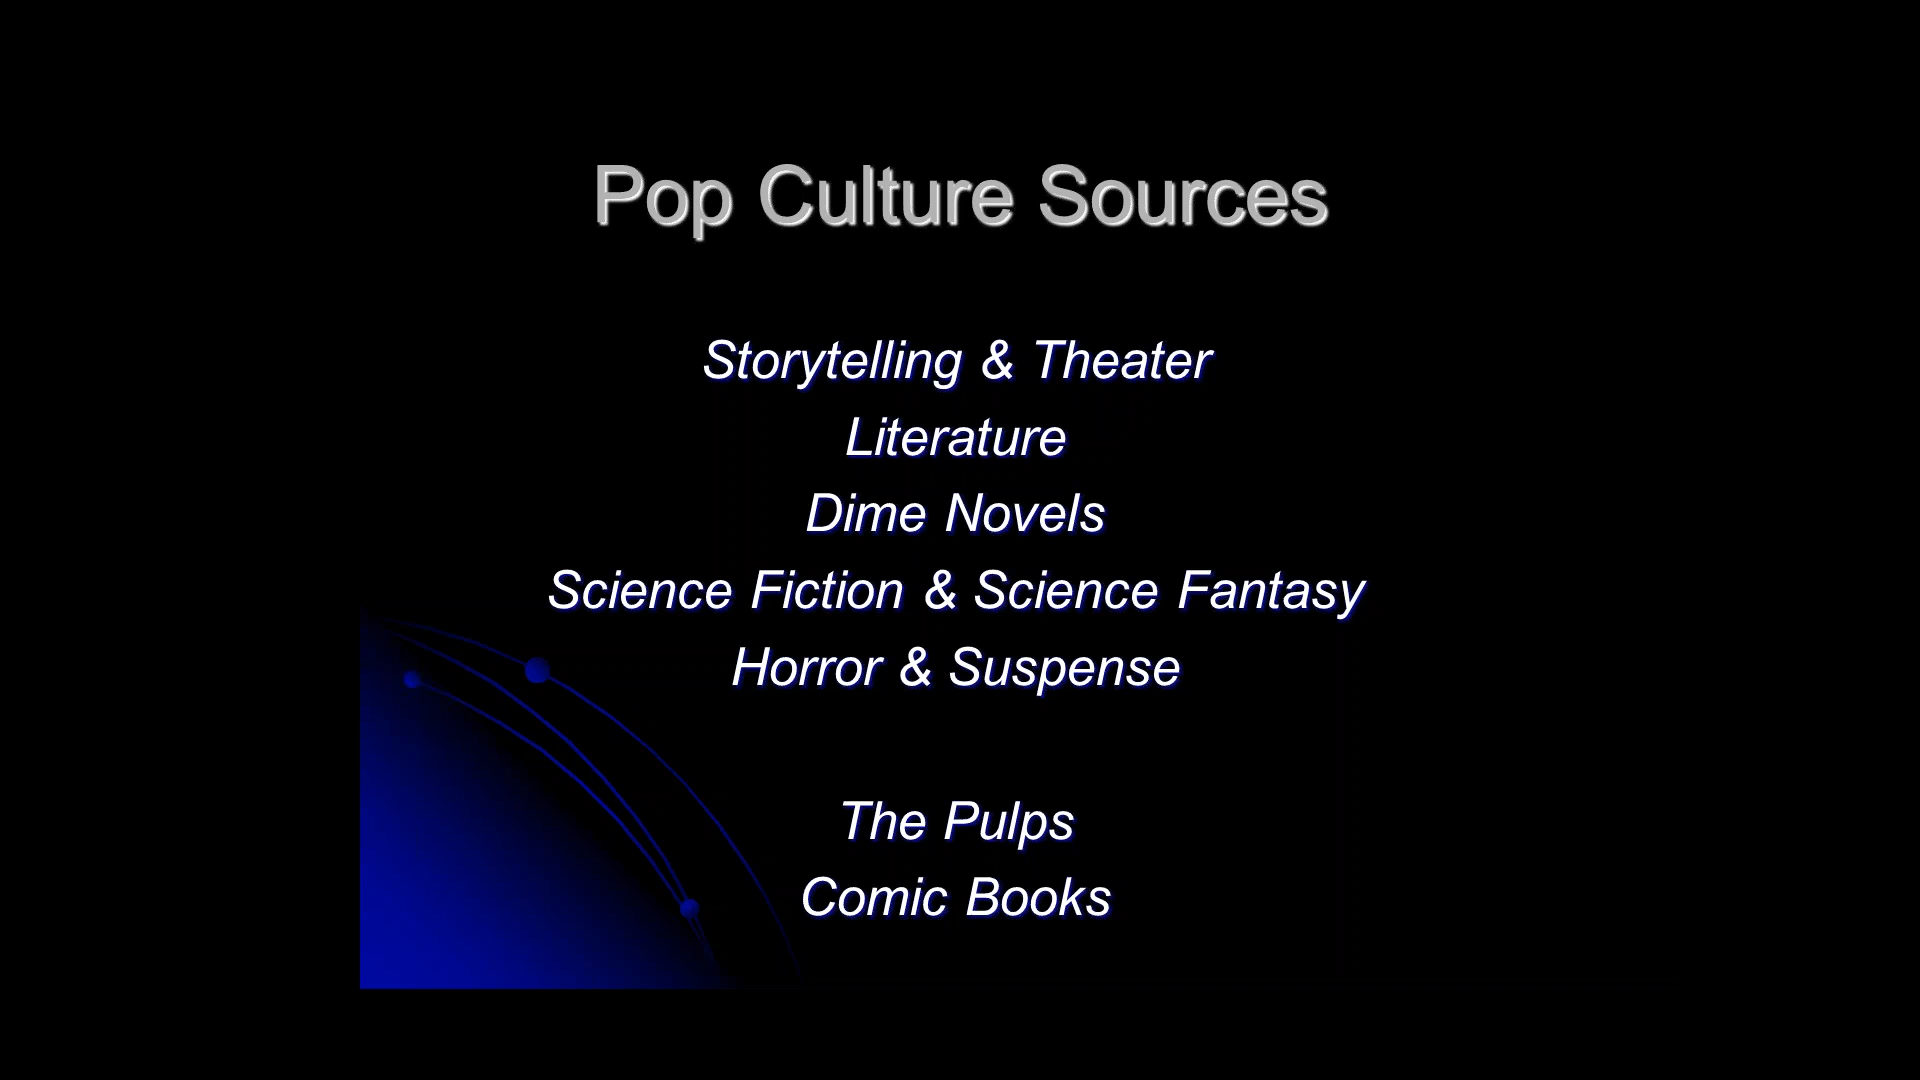 Pop Culture Sources
Storytelling & Theater
Literature
Dime Novels
Science Fiction & Science Fantasy
Horror & Suspense
The Pulps
Comic Books